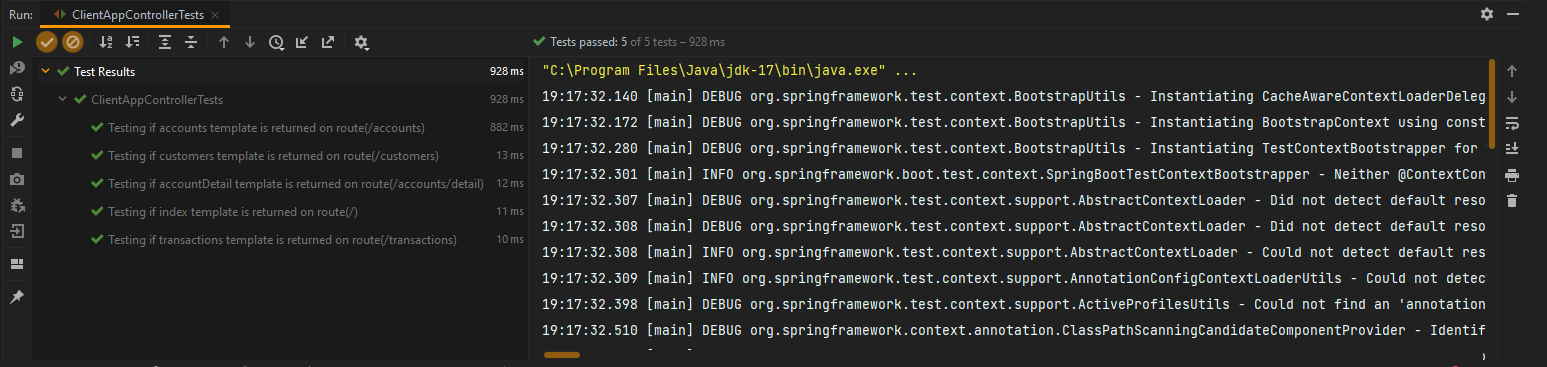 Run: ClientAppControllerTests
Tests passed: 5 of 5 tests – 928 ms
Test Results 928 ms
ClientAppControllerTests 928 ms
Testing if accounts template is returned on route(/accounts) 882 ms
Testing if customers template is returned on route(/customers) 13 ms
Testing if accountDetail template is returned on route(/accounts/detail) 12 ms
Testing if index template is returned on route(/) 11 ms
Testing if transactions template is returned on route(/transactions) 10 ms
"C:\Program Files\Java\jdk-17\bin\java.exe" ...
19:17:32.140 [main] DEBUG org.springframework.test.context.BootstrapUtils - Instantiating CacheAwareContextLoaderDeleg
19:17:32.172 [main] DEBUG org.springframework.test.context.BootstrapUtils - Instantiating BootstrapContext using const
19:17:32.280 [main] DEBUG org.springframework.test.context.BootstrapUtils - Instantiating TestContextBootstrapper for
19:17:32.301 [main] INFO org.springframework.boot.test.context.SpringBootTestContextBootstrapper - Neither @ContextCon
19:17:32.307 [main] DEBUG org.springframework.test.context.support.AbstractContextLoader - Did not detect default reso
19:17:32.308 [main] DEBUG org.springframework.test.context.support.AbstractContextLoader - Did not detect default reso
19:17:32.308 [main] INFO org.springframework.test.context.support.AbstractContextLoader - Could not detect default res
19:17:32.309 [main] INFO org.springframework.test.context.support.AnnotationConfigContextLoaderUtils - Could not detec
19:17:32.398 [main] DEBUG org.springframework.test.context.support.ActiveProfilesUtils - Could not find an 'annotation
19:17:32.510 [main] DEBUG org.springframework.context.annotation.ClassPathScanningCandidateComponentProvider - Identif